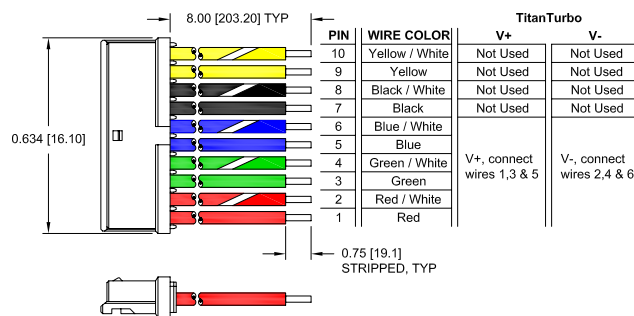 8.00 [203.20] TYP
TitanTurbo
PIN WIRE COLOR V+ V-
10 Yellow / White Not Used Not Used
9 Yellow Not Used Not Used
8 Black / White Not Used Not Used
7 Black Not Used Not Used
6 Blue / White
5 Blue
4 Green / White
3 Green
2 Red / White
1 Red
V+, connect
wires 1,3 & 5
V-, connect
wires 2,4 & 6
0.634 [16.10]
0.75 [19.1]
STRIPPED, TYP